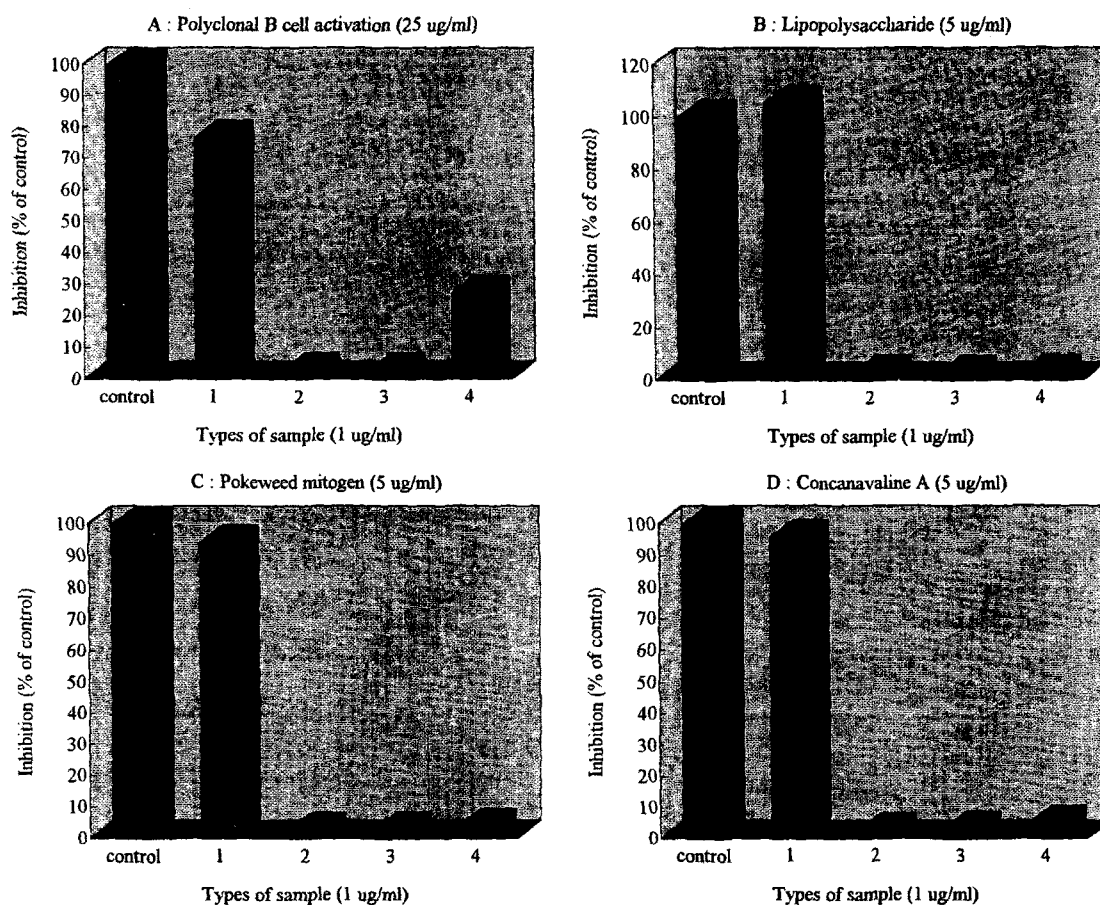 A : Polyclonal B cell activation (25 ug/ml)
Inhibition (% of control)
100
90
80
70
60
50
40
30
20
10
0
control 1 2 3 4
Types of sample (1 ug/ml)
B : Lipopolysaccharide (5 ug/ml)
Inhibition (% of control)
120
100
80
60
40
20
0
control 1 2 3 4
Types of sample (1 ug/ml)
C : Pokeweed mitogen (5 ug/ml)
Inhibition (% of control)
100
90
80
70
60
50
40
30
20
10
0
control 1 2 3 4
Types of sample (1 ug/ml)
D : Concanavaline A (5 ug/ml)
Inhibition (% of control)
100
90
80
70
60
50
40
30
20
10
0
control 1 2 3 4
Types of sample (1 ug/ml)